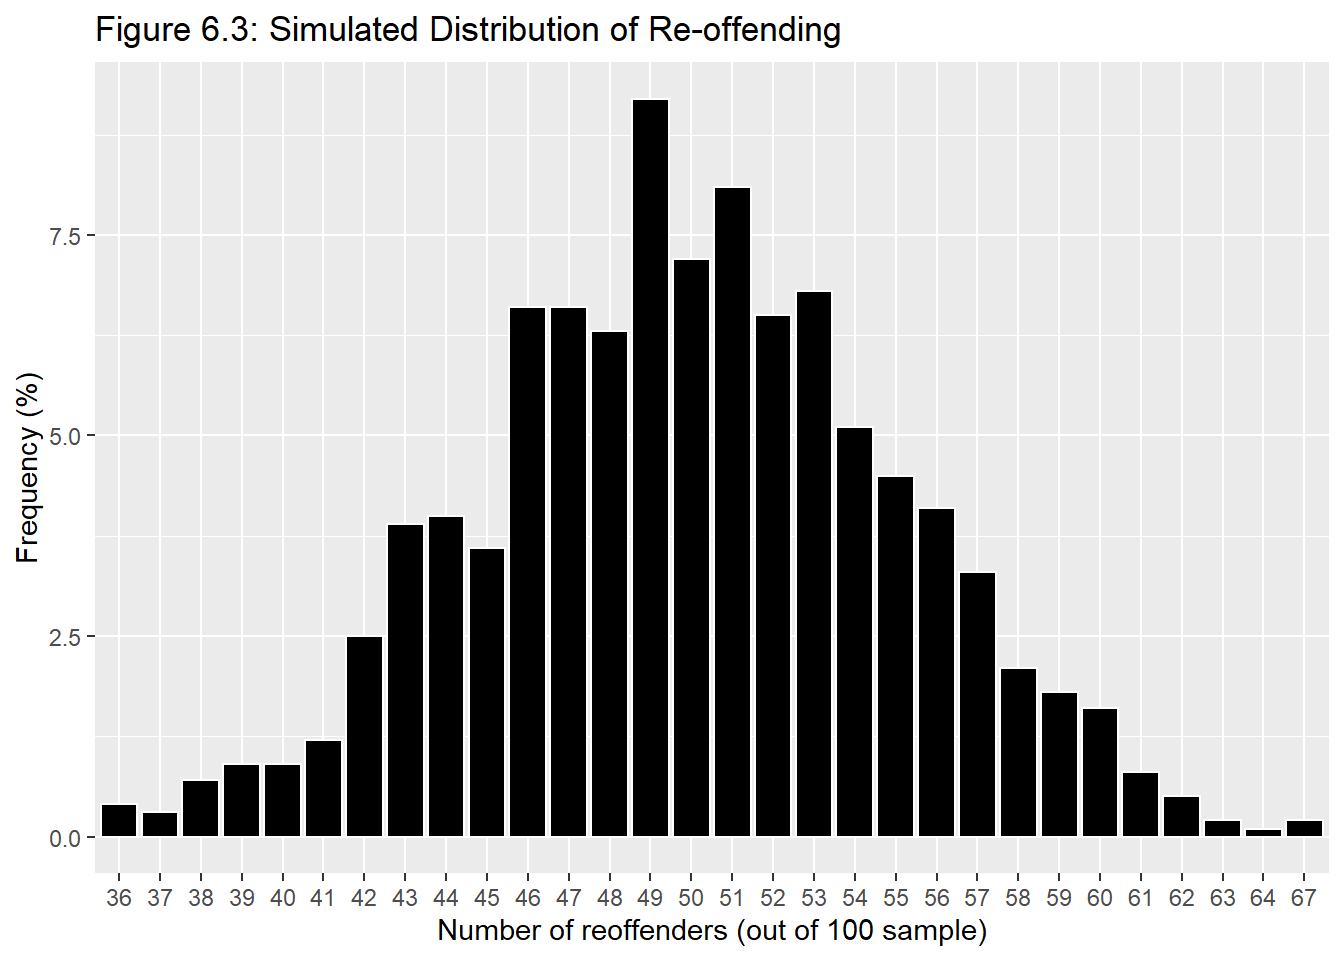 Figure 6.3: Simulated Distribution of Re-offending
Frequency (%)
7.5
5.0
2.5
0.0
36 37 38 39 40 41 42 43 44 45 46 47 48 49 50 51 52 53 54 55 56 57 58 59 60 61 62 63 64 67
Number of reoffenders (out of 100 sample)